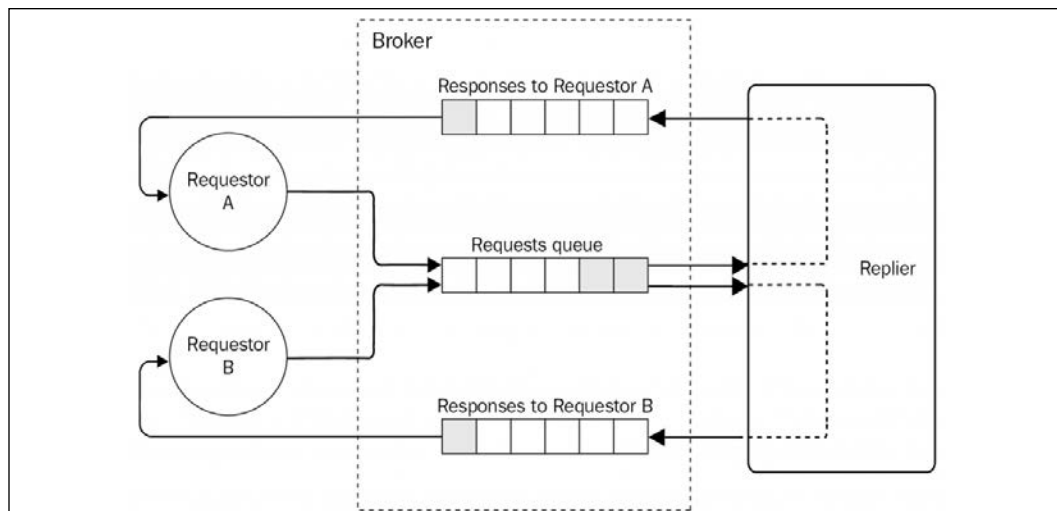 Broker
Responses to Requestor A
Requestor
A
Requests queue
Replier
Requestor
B
Responses to Requestor B